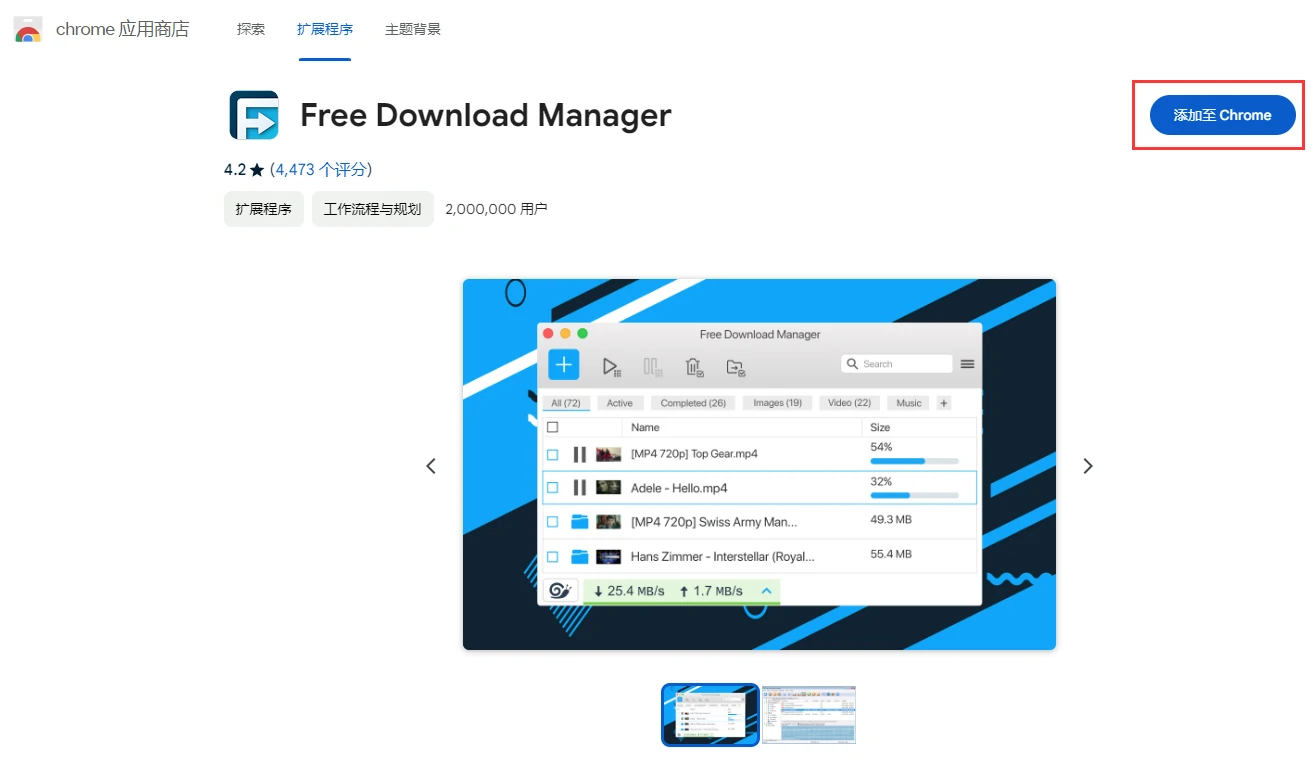 chrome 应用商店 探索 扩展程序 主题背景
Free Download Manager
添加至 Chrome
4.2 ★ (4,473 个评分)
扩展程序 工作流程与规划 2,000,000 用户
Free Download Manager
Search
All (72) Active Completed (26) Images (19) Video (22) Music +
Name Size
[MP4 720p] Top Gear.mp4 54%
Adele - Hello.mp4 32%
[MP4 720p] Swiss Army Man... 49.3 MB
Hans Zimmer - Interstellar (Royal... 55.4 MB
↓ 25.4 MB/s ↑ 1.7 MB/s